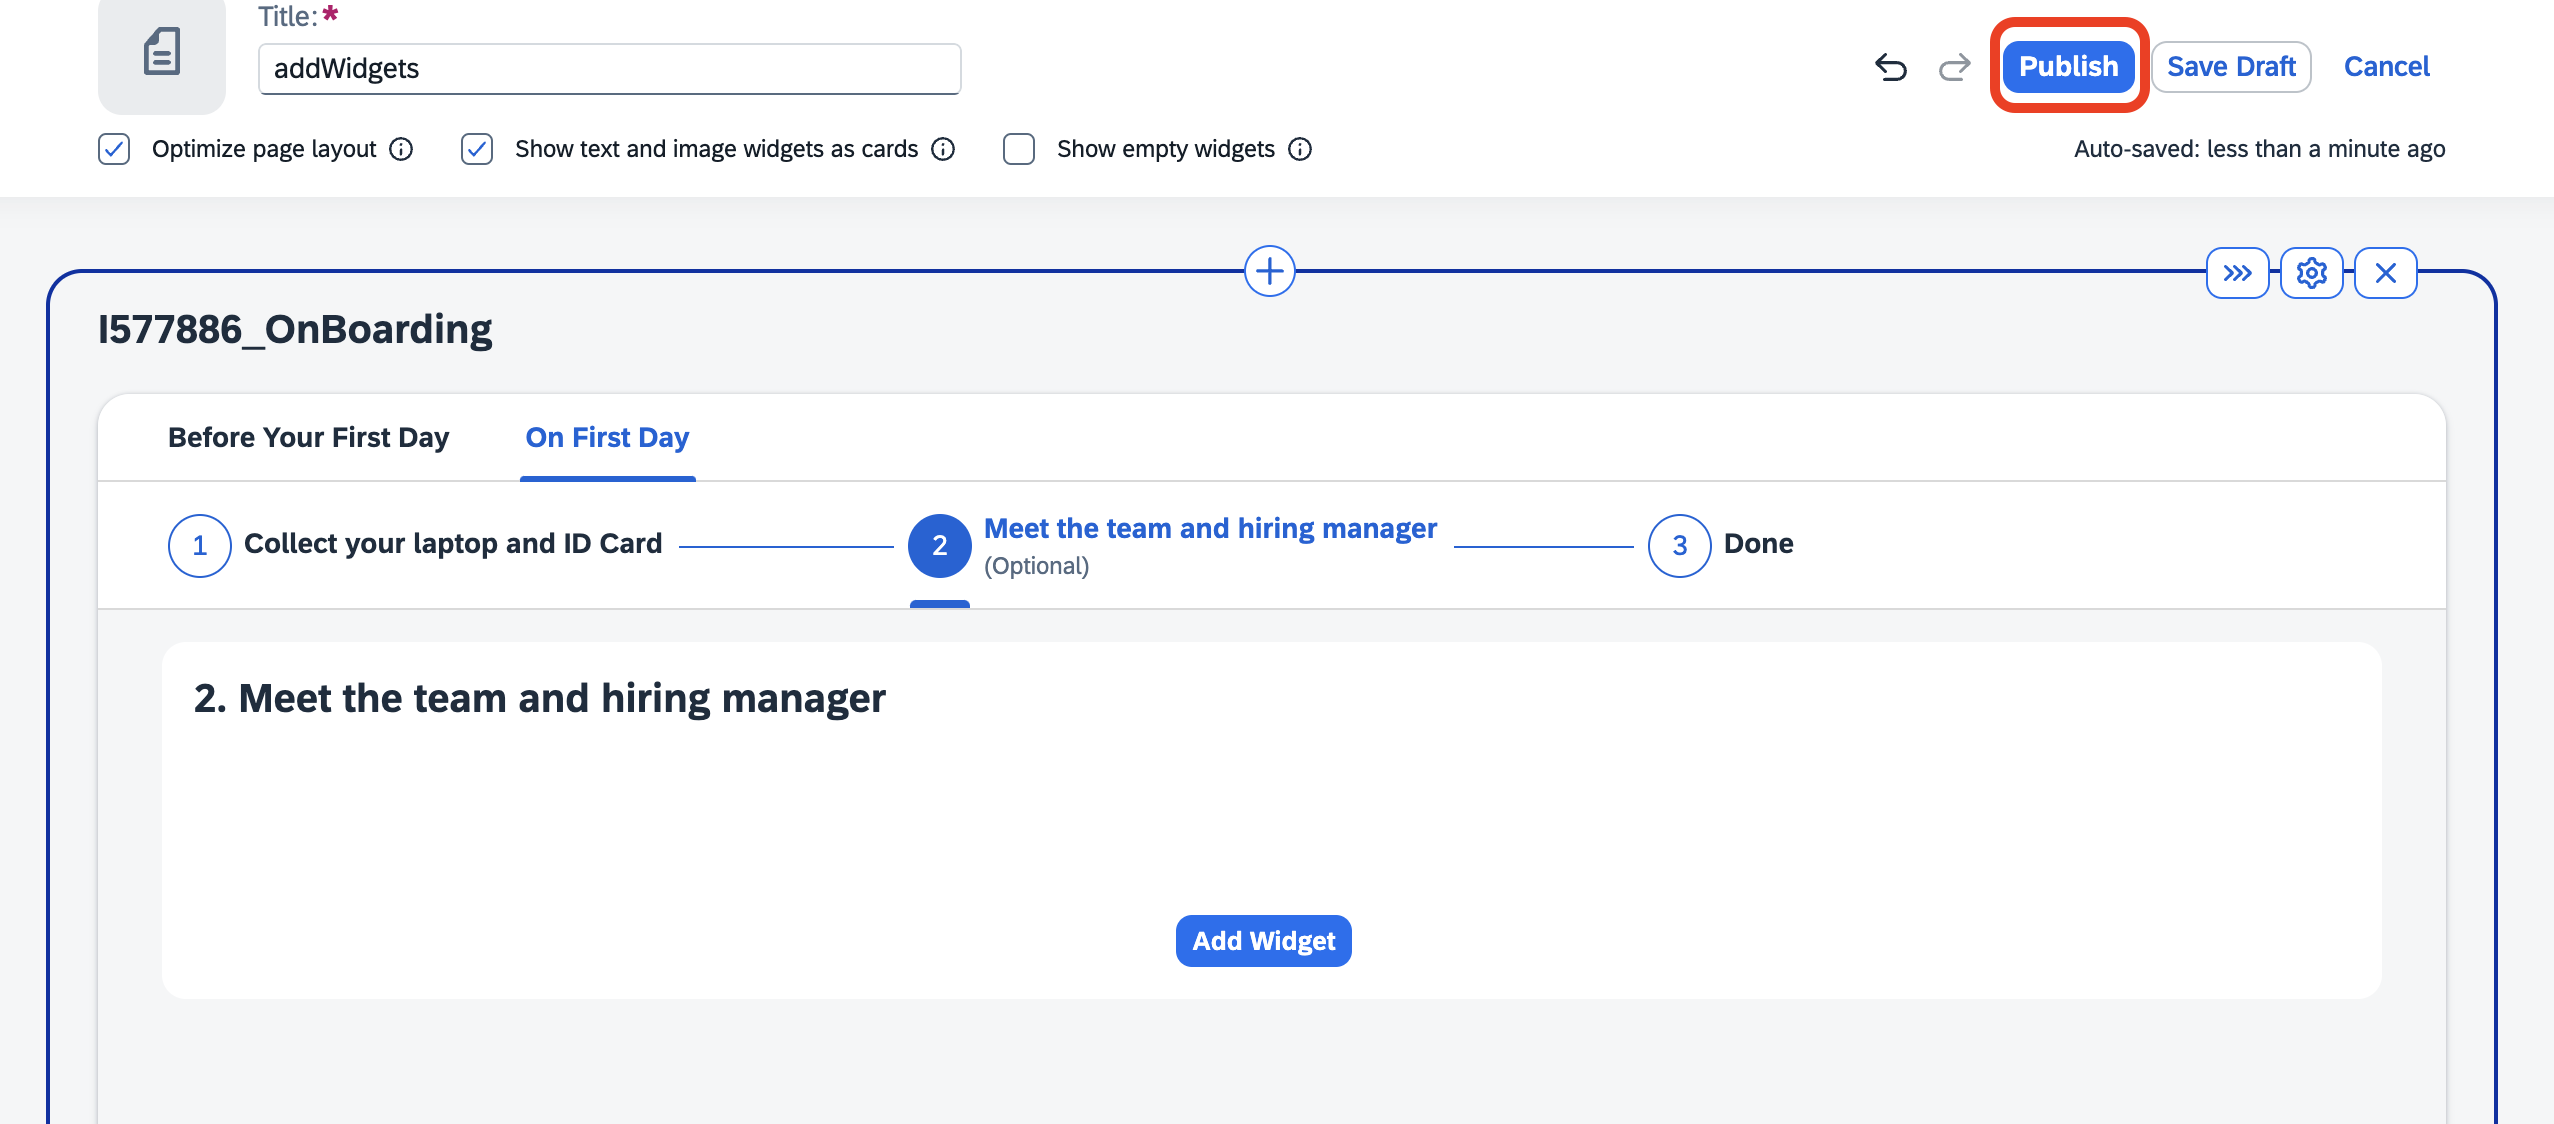 Title:*
addWidgets
Publish
Save Draft
Cancel
Optimize page layout
Show text and image widgets as cards
Show empty widgets
Auto-saved: less than a minute ago
I577886_OnBoarding
Before Your First Day
On First Day
1
Collect your laptop and ID Card
2
Meet the team and hiring manager
(Optional)
3
Done
2. Meet the team and hiring manager
Add Widget